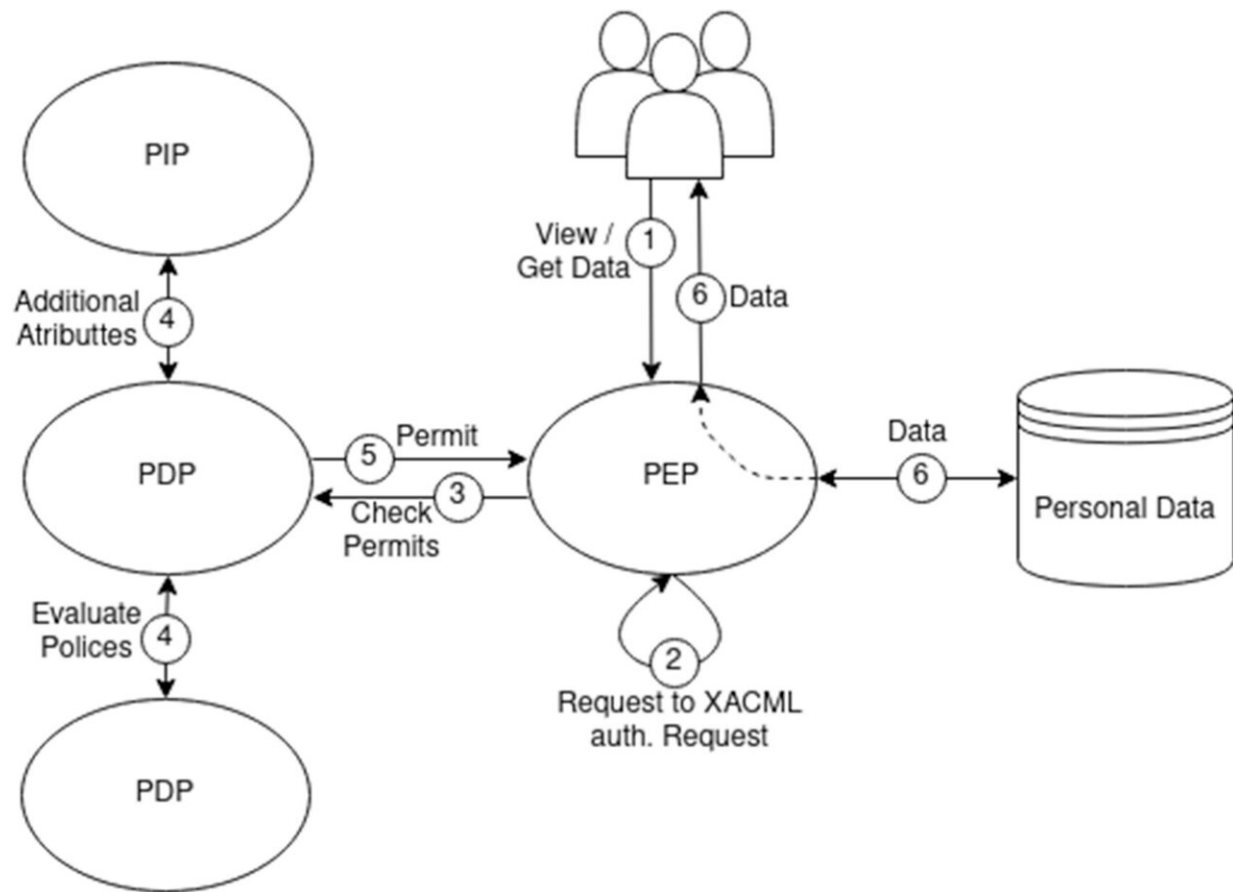 PIP
1
View /
Get Data
6
Data
Additional
Atributtes
4
PDP
5
Permit
3
Check
Permits
PEP
Data
6
Personal Data
Evaluate
Polices
4
2
Request to XACML
auth. Request
PDP